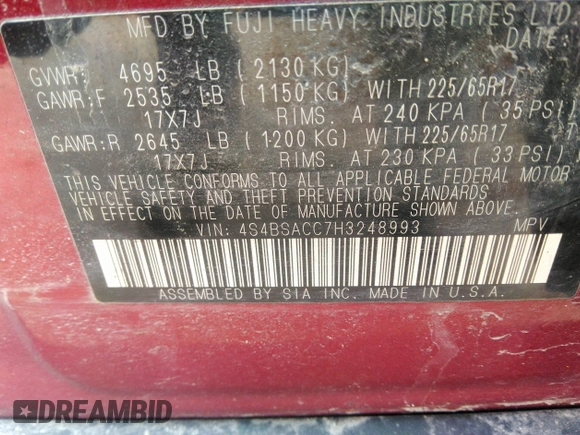 MFD BY FUJI HEAVY INDUSTRIES LTD.
DATE:
GVWR: 4695 LB (2130 KG)
GAWR:F 2535 LB (1150 KG) WITH 225/65R17
17X7J RIMS. AT 240 KPA (35 PSI)
GAWR:R 2645 LB (1200 KG) WITH 225/65R17
17X7J RIMS. AT 230 KPA (33 PSI)
THIS VEHICLE CONFORMS TO ALL APPLICABLE FEDERAL MOTOR
VEHICLE SAFETY AND THEFT PREVENTION STANDARDS
IN EFFECT ON THE DATE OF MANUFACTURE SHOWN ABOVE.
VIN: 4S4BSACC7H3248993 MPV
ASSEMBLED BY SIA INC. MADE IN U.S.A.
DREAMBID